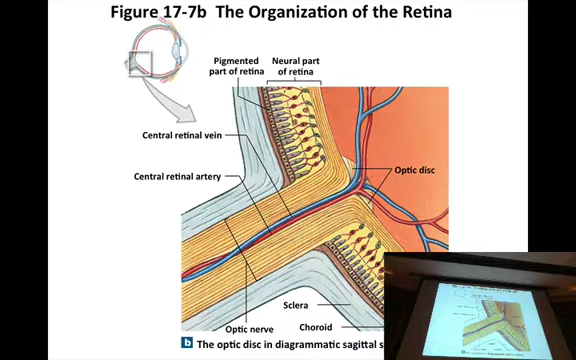 Figure 17-7b The Organization of the Retina
Pigmented
part of retina
Neural part
of retina
Central retinal vein
Central retinal artery
Optic disc
Sclera
Optic nerve
Choroid
b The optic disc in diagrammatic sagittal s